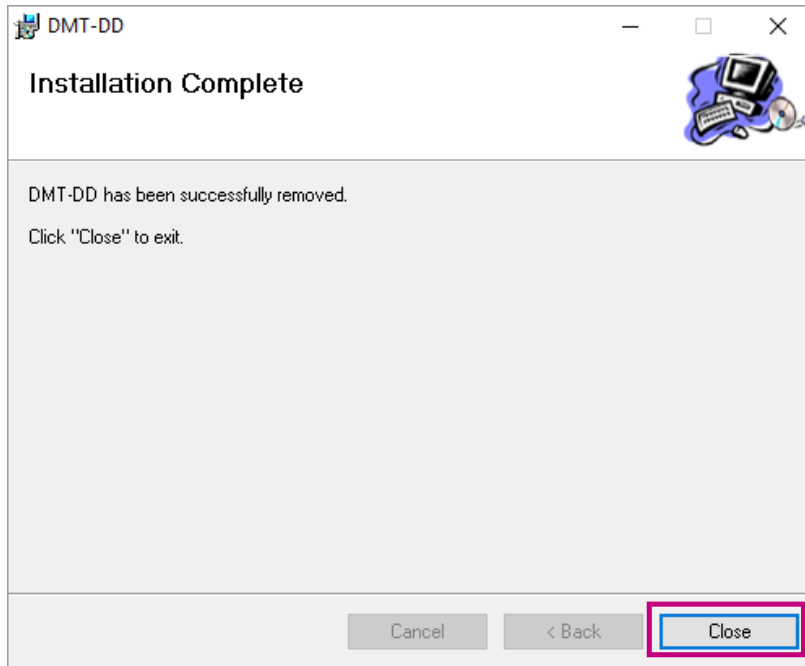 DMT-DD
Installation Complete
DMT-DD has been successfully removed.
Click "Close" to exit.
Cancel
< Back
Close